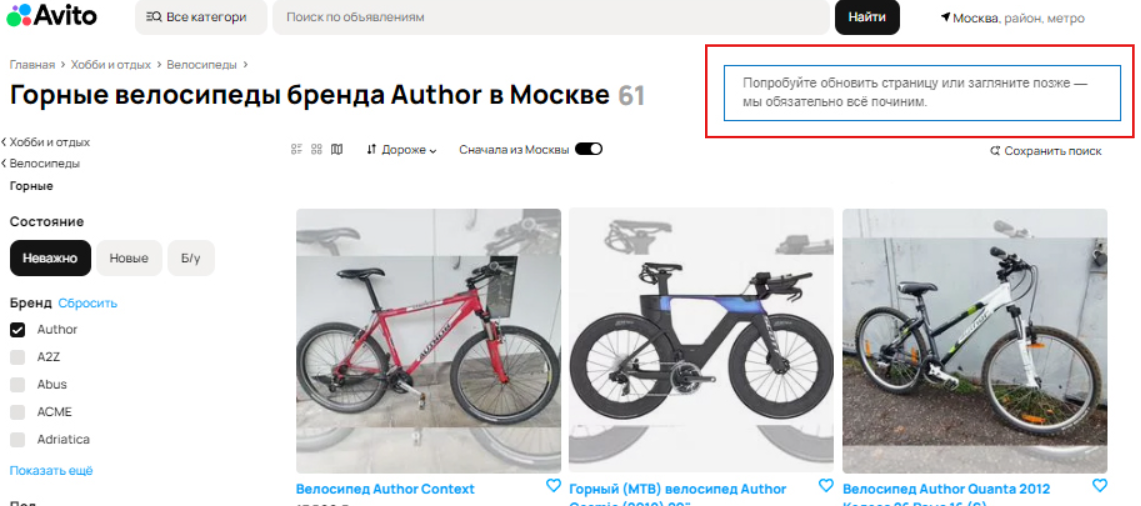 Avito
Все категори
Поиск по объявлениям
Найти
Москва, район, метро
Главная > Хобби и отдых > Велосипеды >
Горные велосипеды бренда Author в Москве 61
Попробуйте обновить страницу или загляните позже —
мы обязательно всё починим.
Хобби и отдых
Велосипеды
Горные
Дороже
Сначала из Москвы
Сохранить поиск
Состояние
Неважно
Новые
Б/у
Бренд Сбросить
Author
A2Z
Abus
ACME
Adriatica
Показать ещё
Велосипед Author Context
Горный (MTB) велосипед Author
Велосипед Author Quanta 2012